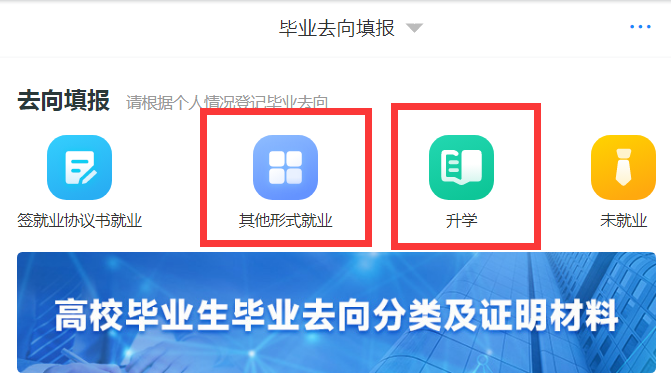 毕业去向填报
去向填报 请根据个人情况登记毕业去向
签就业协议书就业 其他形式就业 升学 未就业
高校毕业生毕业去向分类及证明材料